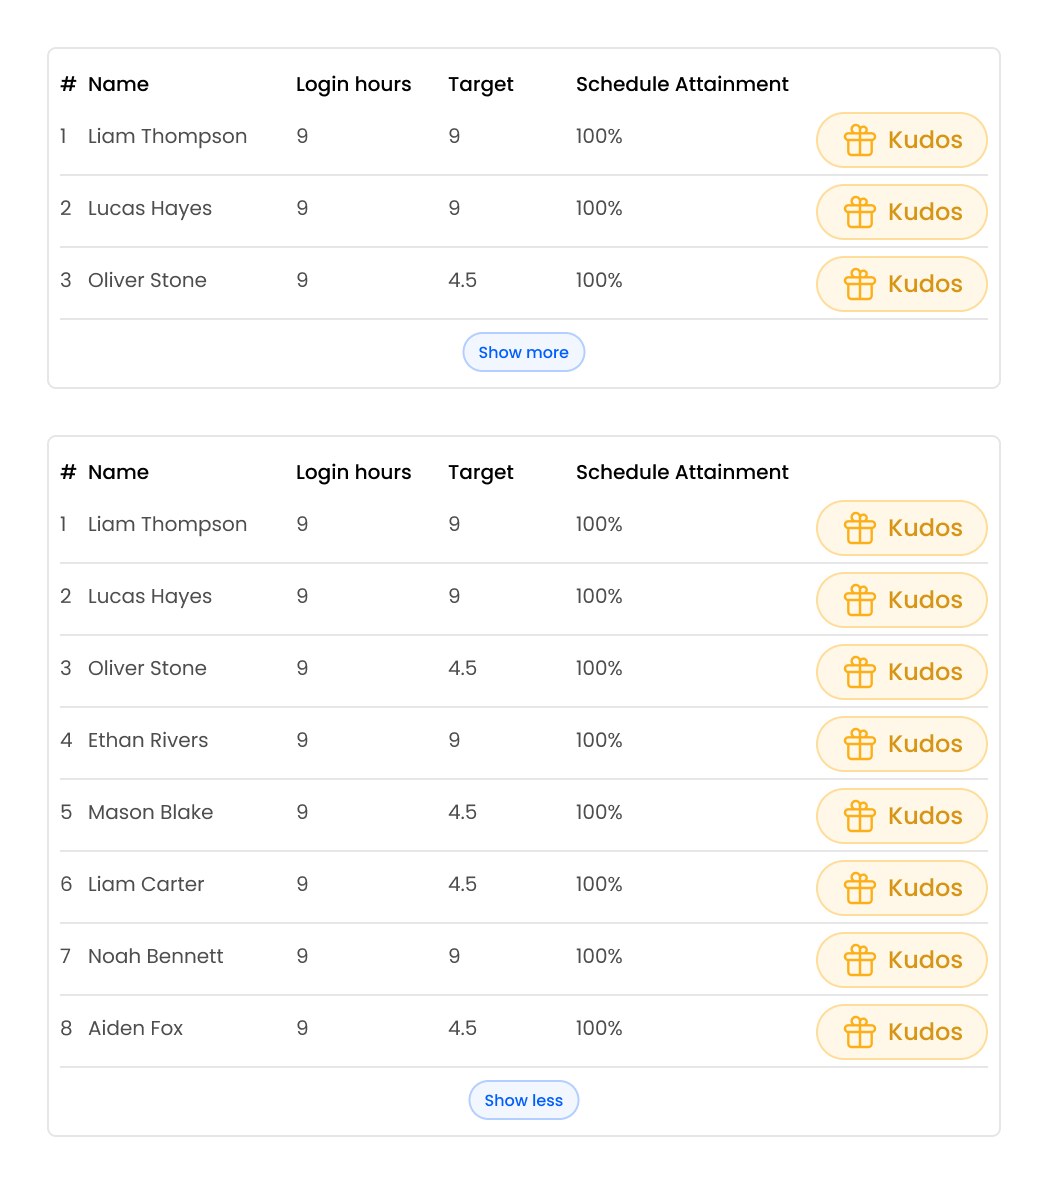 # Name Login hours Target Schedule Attainment
1 Liam Thompson 9 9 100% Kudos
2 Lucas Hayes 9 9 100% Kudos
3 Oliver Stone 9 4.5 100% Kudos
Show more
# Name Login hours Target Schedule Attainment
1 Liam Thompson 9 9 100% Kudos
2 Lucas Hayes 9 9 100% Kudos
3 Oliver Stone 9 4.5 100% Kudos
4 Ethan Rivers 9 9 100% Kudos
5 Mason Blake 9 4.5 100% Kudos
6 Liam Carter 9 4.5 100% Kudos
7 Noah Bennett 9 9 100% Kudos
8 Aiden Fox 9 4.5 100% Kudos
Show less